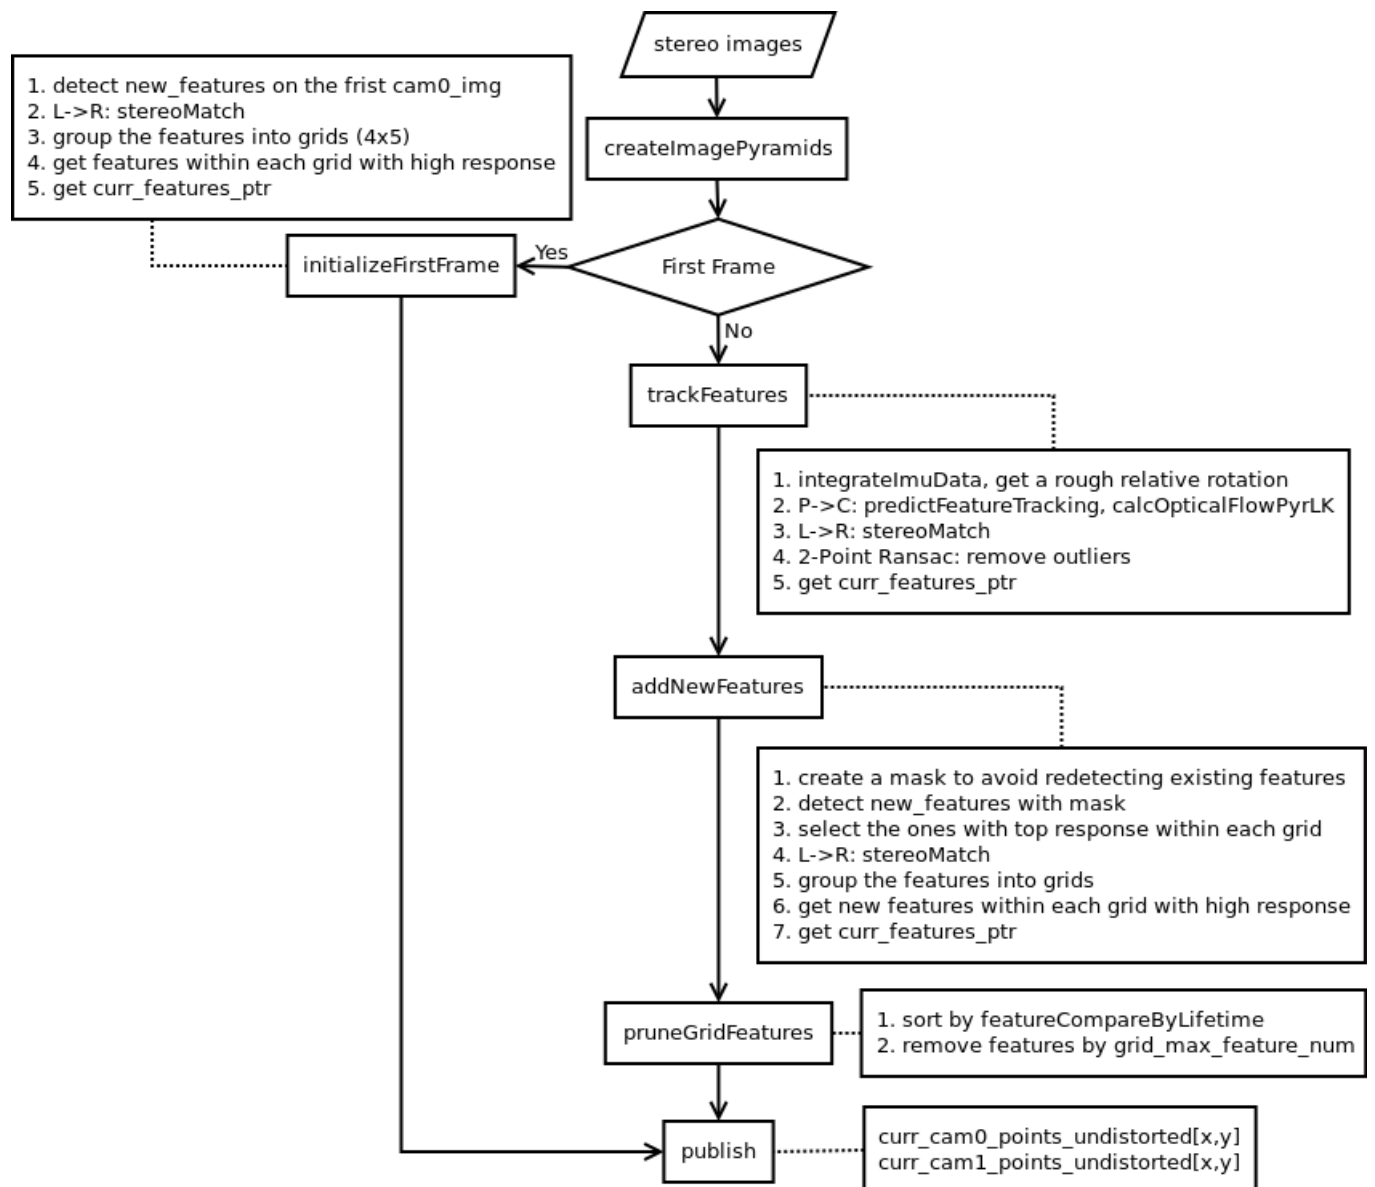 stereo images
1. detect new_features on the frist cam0_img
2. L->R: stereoMatch
3. group the features into grids (4x5)
4. get features within each grid with high response
5. get curr_features_ptr
createImagePyramids
initializeFirstFrame
Yes
First Frame
No
trackFeatures
1. integrateImuData, get a rough relative rotation
2. P->C: predictFeatureTracking, calcOpticalFlowPyrLK
3. L->R: stereoMatch
4. 2-Point Ransac: remove outliers
5. get curr_features_ptr
addNewFeatures
1. create a mask to avoid redetecting existing features
2. detect new_features with mask
3. select the ones with top response within each grid
4. L->R: stereoMatch
5. group the features into grids
6. get new features within each grid with high response
7. get curr_features_ptr
pruneGridFeatures
1. sort by featureCompareByLifetime
2. remove features by grid_max_feature_num
publish
curr_cam0_points_undistorted[x,y]
curr_cam1_points_undistorted[x,y]